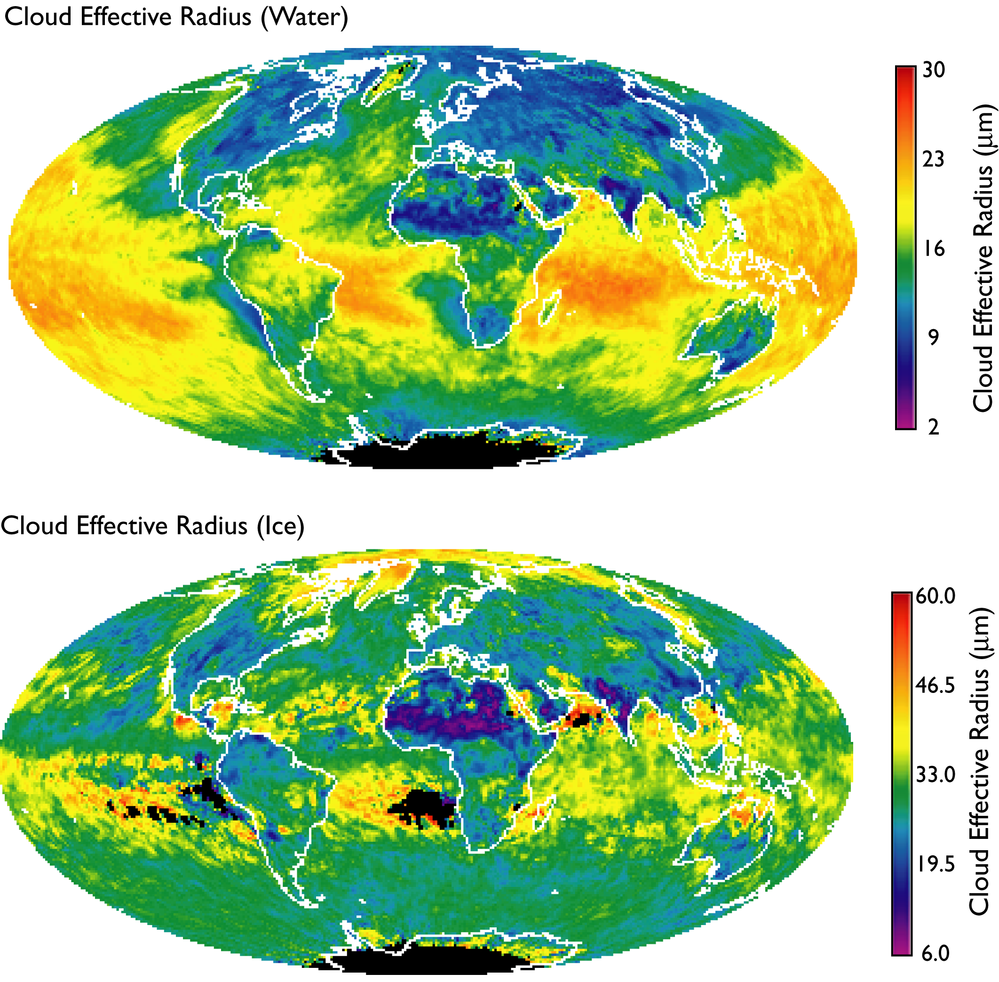 Cloud Effective Radius (Water)
30
23
16
9
2
Cloud Effective Radius (µm)
Cloud Effective Radius (Ice)
60.0
46.5
33.0
19.5
6.0
Cloud Effective Radius (µm)